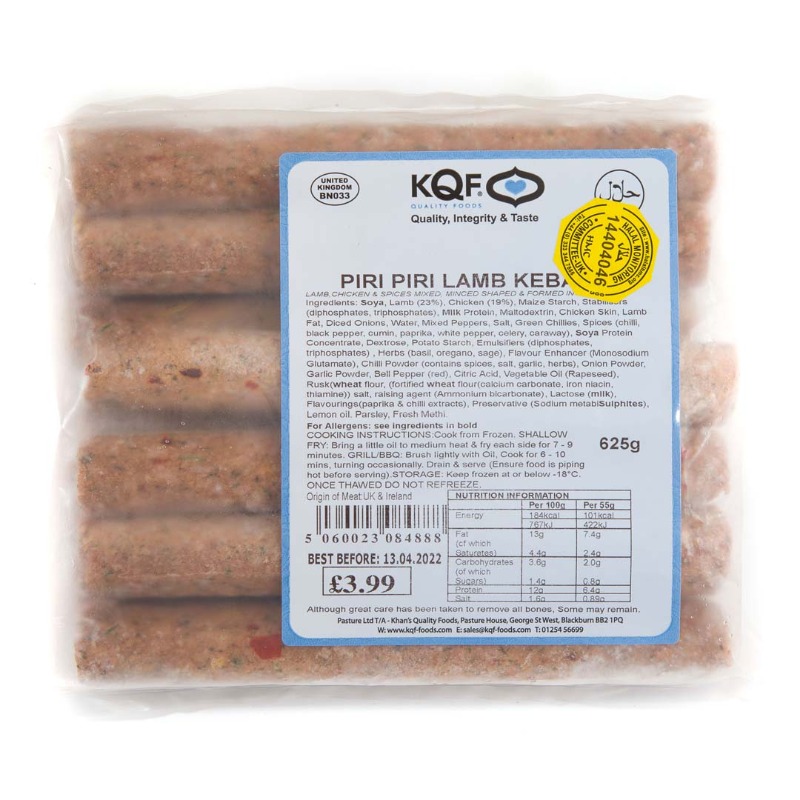 UNITED
KINGDOM
BN033
KQF
QUALITY FOODS
Quality, Integrity & Taste
حلال
HALAL MONITORING
COMMITTEE-UK
HMC
14404046
PIRI PIRI LAMB KEBA
LAMB,CHICKEN & SPICES MIXED, MINCED SHAPED & FORMED IN
Ingredients: Soya, Lamb (23%), Chicken (19%), Maize Starch, Stabilisers
(diphosphates, triphosphates), Milk Protein, Maltodextrin, Chicken Skin, Lamb
Fat, Diced Onions, Water, Mixed Peppers, Salt, Green Chillies, Spices (chilli,
black pepper, cumin, paprika, white pepper, celery, caraway), Soya Protein
Concentrate, Dextrose, Potato Starch, Emulsifiers (diphosphates,
triphosphates) , Herbs (basil, oregano, sage), Flavour Enhancer (Monosodium
Glutamate), Chilli Powder (contains spices, salt, garlic, herbs), Onion Powder,
Garlic Powder, Bell Pepper (red), Citric Acid, Vegetable Oil (Rapeseed),
Rusk(wheat flour, (fortified wheat flour(calcium carbonate, iron niacin,
thiamine)) salt, raising agent (Ammonium bicarbonate), Lactose (milk),
Flavourings(paprika & chilli extracts), Preservative (Sodium metabiSulphites),
Lemon oil. Parsley, Fresh Methi.
For Allergens: see ingredients in bold
COOKING INSTRUCTIONS:Cook from Frozen. SHALLOW
FRY: Bring a little oil to medium heat & fry each side for 7 - 9
minutes. GRILL/BBQ: Brush lightly with Oil, Cook for 6 - 10
mins, turning occasionally. Drain & serve (Ensure food is piping
hot before serving).STORAGE: Keep frozen at or below -18°C.
ONCE THAWED DO NOT REFREEZE.
625g
Origin of Meat UK & Ireland
5 060023 084888
BEST BEFORE: 13.04.2022
£3.99
NUTRITION INFORMATION
Per 100g Per 55g
Energy 184kcal 101kcal
767kJ 422kJ
Fat 13g 7.4g
(of which
Saturates) 4.4g 2.4g
Carbohydrates 3.6g 2.0g
(of which
Sugars) 1.4g 0.8g
Protein 12g 6.4g
Salt 1.6g 0.89g
Although great care has been taken to remove all bones, Some may remain.
Pasture Ltd T/A - Khan's Quality Foods, Pasture House, George St West, Blackburn BB2 1PQ
W: www.kqf-foods.com E: sales@kqf-foods.com T: 01254 56699